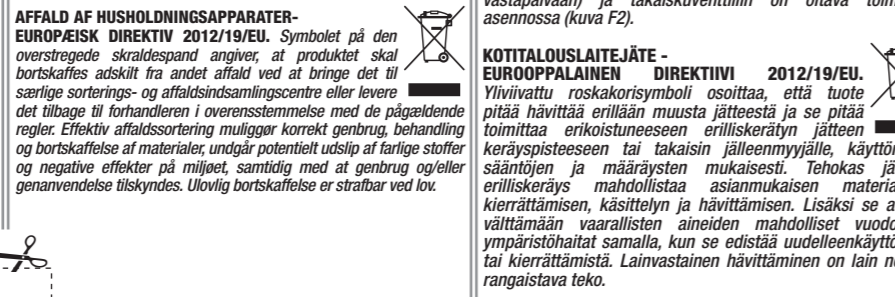 AFFALD AF HUSHOLDNINGSAPPARATER-
EUROPÆISK DIREKTIV 2012/19/EU. Symbolet på den
overstregede skraldespand angiver, at produktet skal
bortskaffes adskilt fra andet affald ved at bringe det til
særlige sorterings- og affaldsindsamlingscentre eller levere
det tilbage til forhandleren i overensstemmelse med de pågældende
regler. Effektiv affaldssortering muliggør korrekt genbrug, behandling
og bortskaffelse af materialer, undgår potentielt udslip af farlige stoffer
og negative effekter på miljøet, samtidig med at genbrug og/eller
genanvendelse tilskyndes. Ulovlig bortskaffelse er strafbar ved lov.
vastapäivään) ja takaiskuventtiilin on oltava
asennossa (kuva F2).
KOTITALOUSLAITEJÄTE -
EUROOPPALAINEN DIREKTIIVI 2012/19/EU.
Yliviivattu roskakorisymboli osoittaa, että tuote
pitää hävittää erillään muusta jätteestä ja se pitää
toimittaa erikoistuneeseen erilliskerätyn jätteen
keräyspisteeseen tai takaisin jälleenmyyjälle,
sääntöjen ja määräysten mukaisesti. Tehokas
erilliskeräys mahdollistaa asianmukaisen
kierrättämisen, käsittelyn ja hävittämisen. Lisäksi se
välttämään vaarallisten aineiden mahdolliset
ympäristöhaitat samalla, kun se edistää
tai kierrättämistä. Lainvastainen hävittäminen on lain
rangaistava teko.